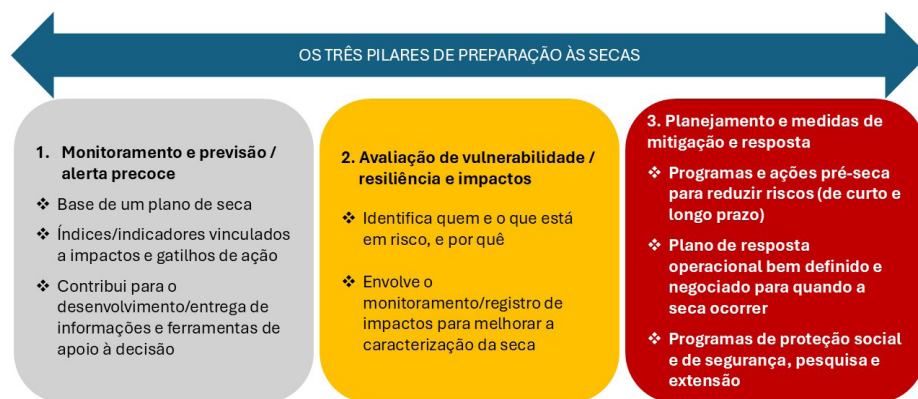 OS TRÊS PILARES DE PREPARAÇÃO ÀS SECAS
1. Monitoramento e previsão /
alerta precoce
❖ Base de um plano de seca
❖ Índices/indicadores vinculados
a impactos e gatilhos de ação
❖ Contribui para o
desenvolvimento/entrega de
informações e ferramentas de
apoio à decisão
2. Avaliação de vulnerabilidade /
resiliência e impactos
❖ Identifica quem e o que está
em risco, e por quê
❖ Envolve o
monitoramento/registro de
impactos para melhorar a
caracterização da seca
3. Planejamento e medidas de
mitigação e resposta
❖ Programas e ações pré-seca
para reduzir riscos (de curto e
longo prazo)
❖ Plano de resposta
operacional bem definido e
negociado para quando a
seca ocorrer
❖ Programas de proteção social
e de segurança, pesquisa e
extensão